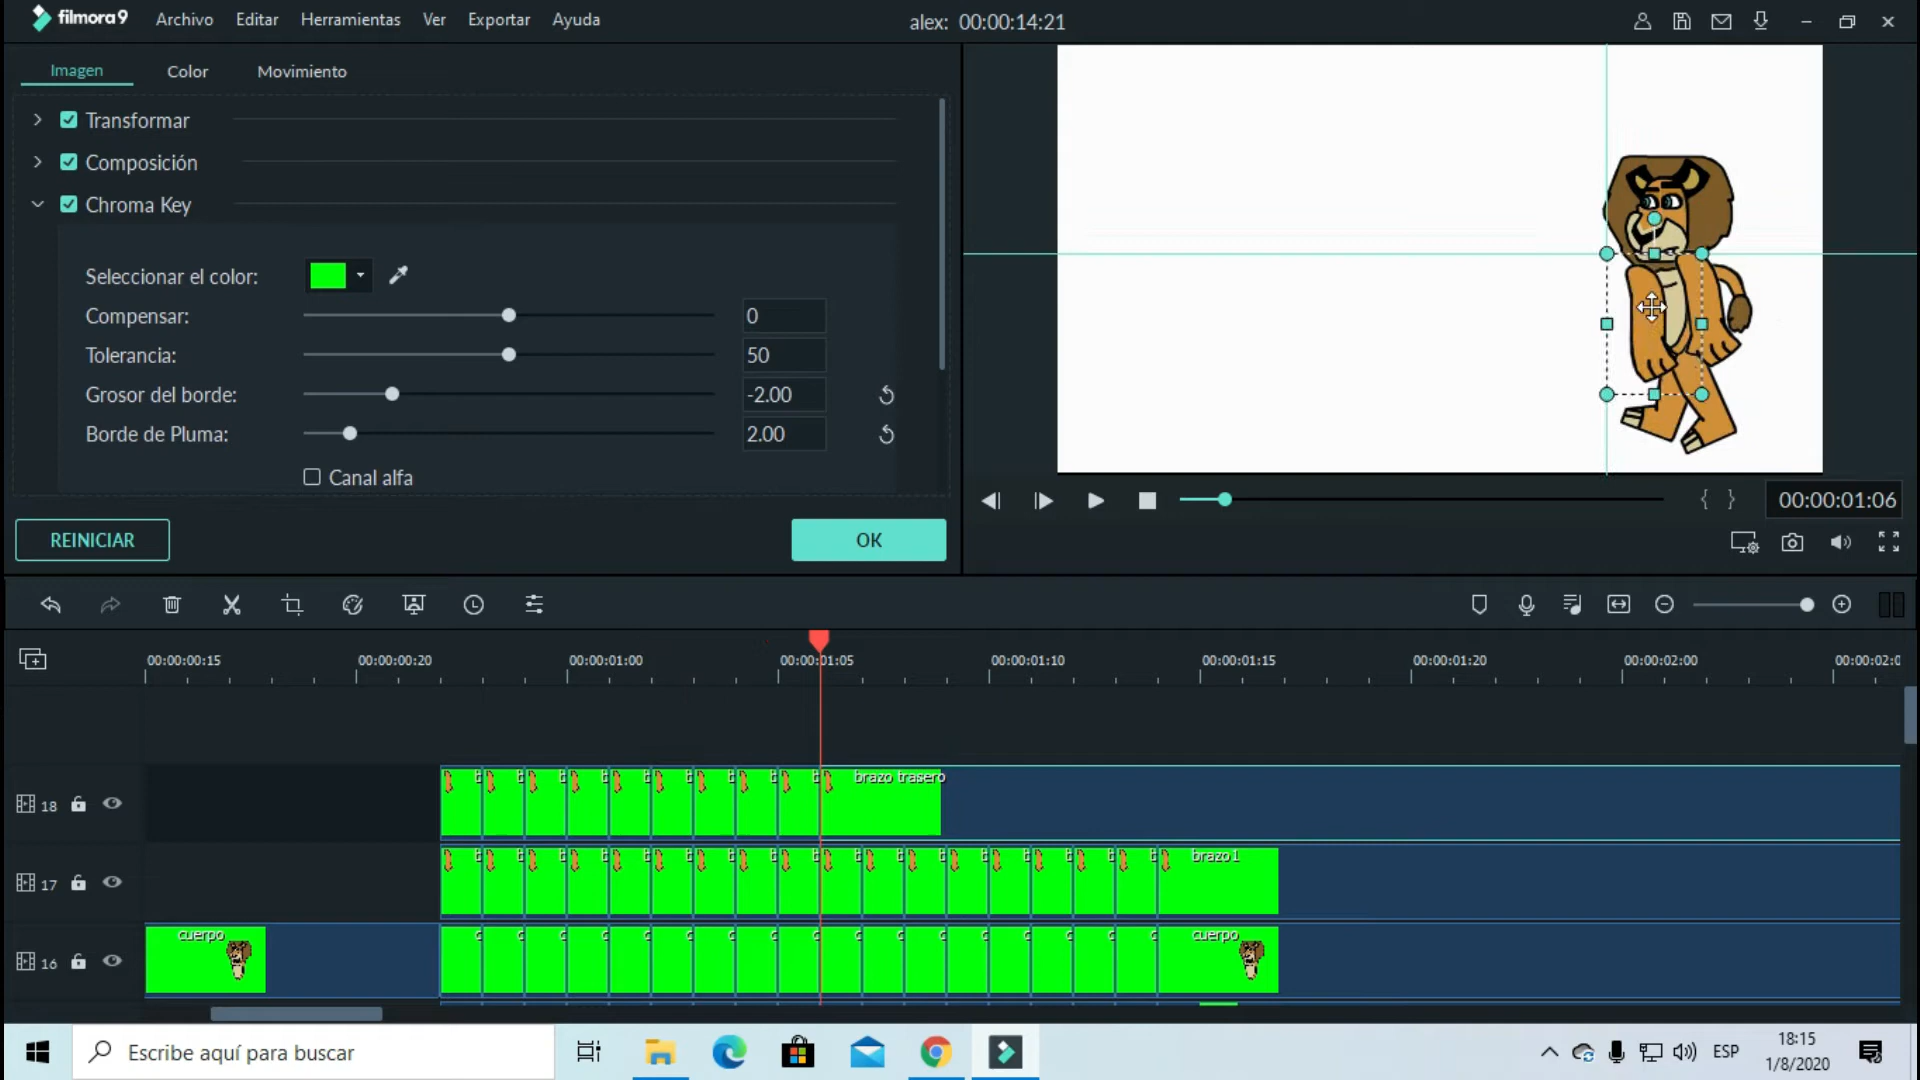 filmora9 Archivo Editar Herramientas Ver Exportar Ayuda alex: 00:00:14:21
Imagen Color Movimiento
Transformar
Composición
Chroma Key
Seleccionar el color:
Compensar: 0
Tolerancia: 50
Grosor del borde: -2.00
Borde de Pluma: 2.00
Canal alfa
REINICIAR OK
{ } 00:00:01:06
00:00:00:15 00:00:00:20 00:00:01:00 00:00:01:05 00:00:01:10 00:00:01:15 00:00:01:20 00:00:02:00 00:00:02:0
18 brazo trasero
17 brazo1
16 cuerpo cuerpo
Escribe aquí para buscar
ESP
18:15
1/8/2020